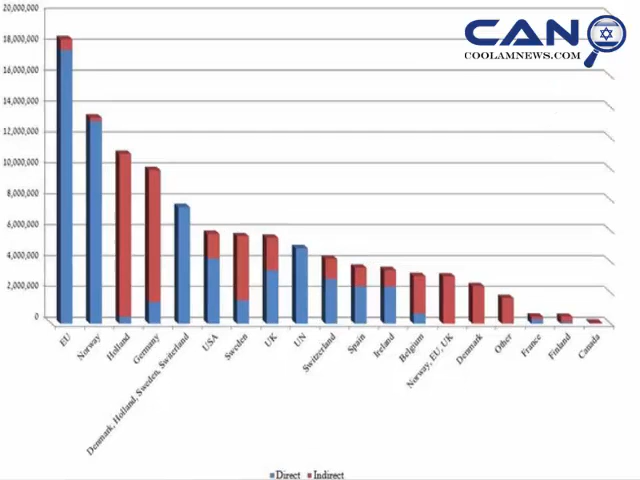 CAN
COOLAMNEWS.COM
20,000,000
18,000,000
16,000,000
14,000,000
12,000,000
10,000,000
8,000,000
6,000,000
4,000,000
2,000,000
0
EU
Norway
Holland
Germany
Denmark, Holland, Sweden, Switerland
USA
Sweden
UK
UN
Switzerland
Spain
Ireland
Belgium
Norway, EU, UK
Denmark
Other
France
Finland
Canada
Direct Indirect